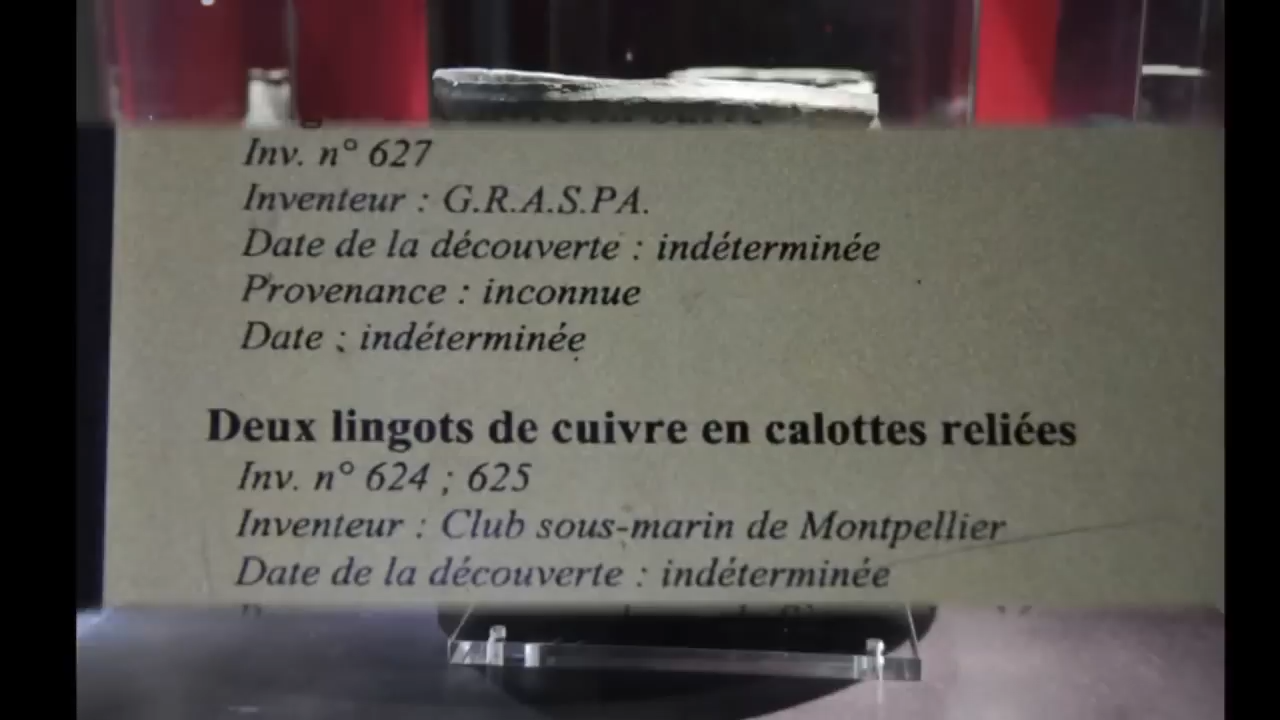 Inv. n° 627
Inventeur : G.R.A.S.PA.
Date de la découverte : indéterminée
Provenance : inconnue
Date : indéterminée
Deux lingots de cuivre en calottes reliées
Inv. n° 624 ; 625
Inventeur : Club sous-marin de Montpellier
Date de la découverte : indéterminée